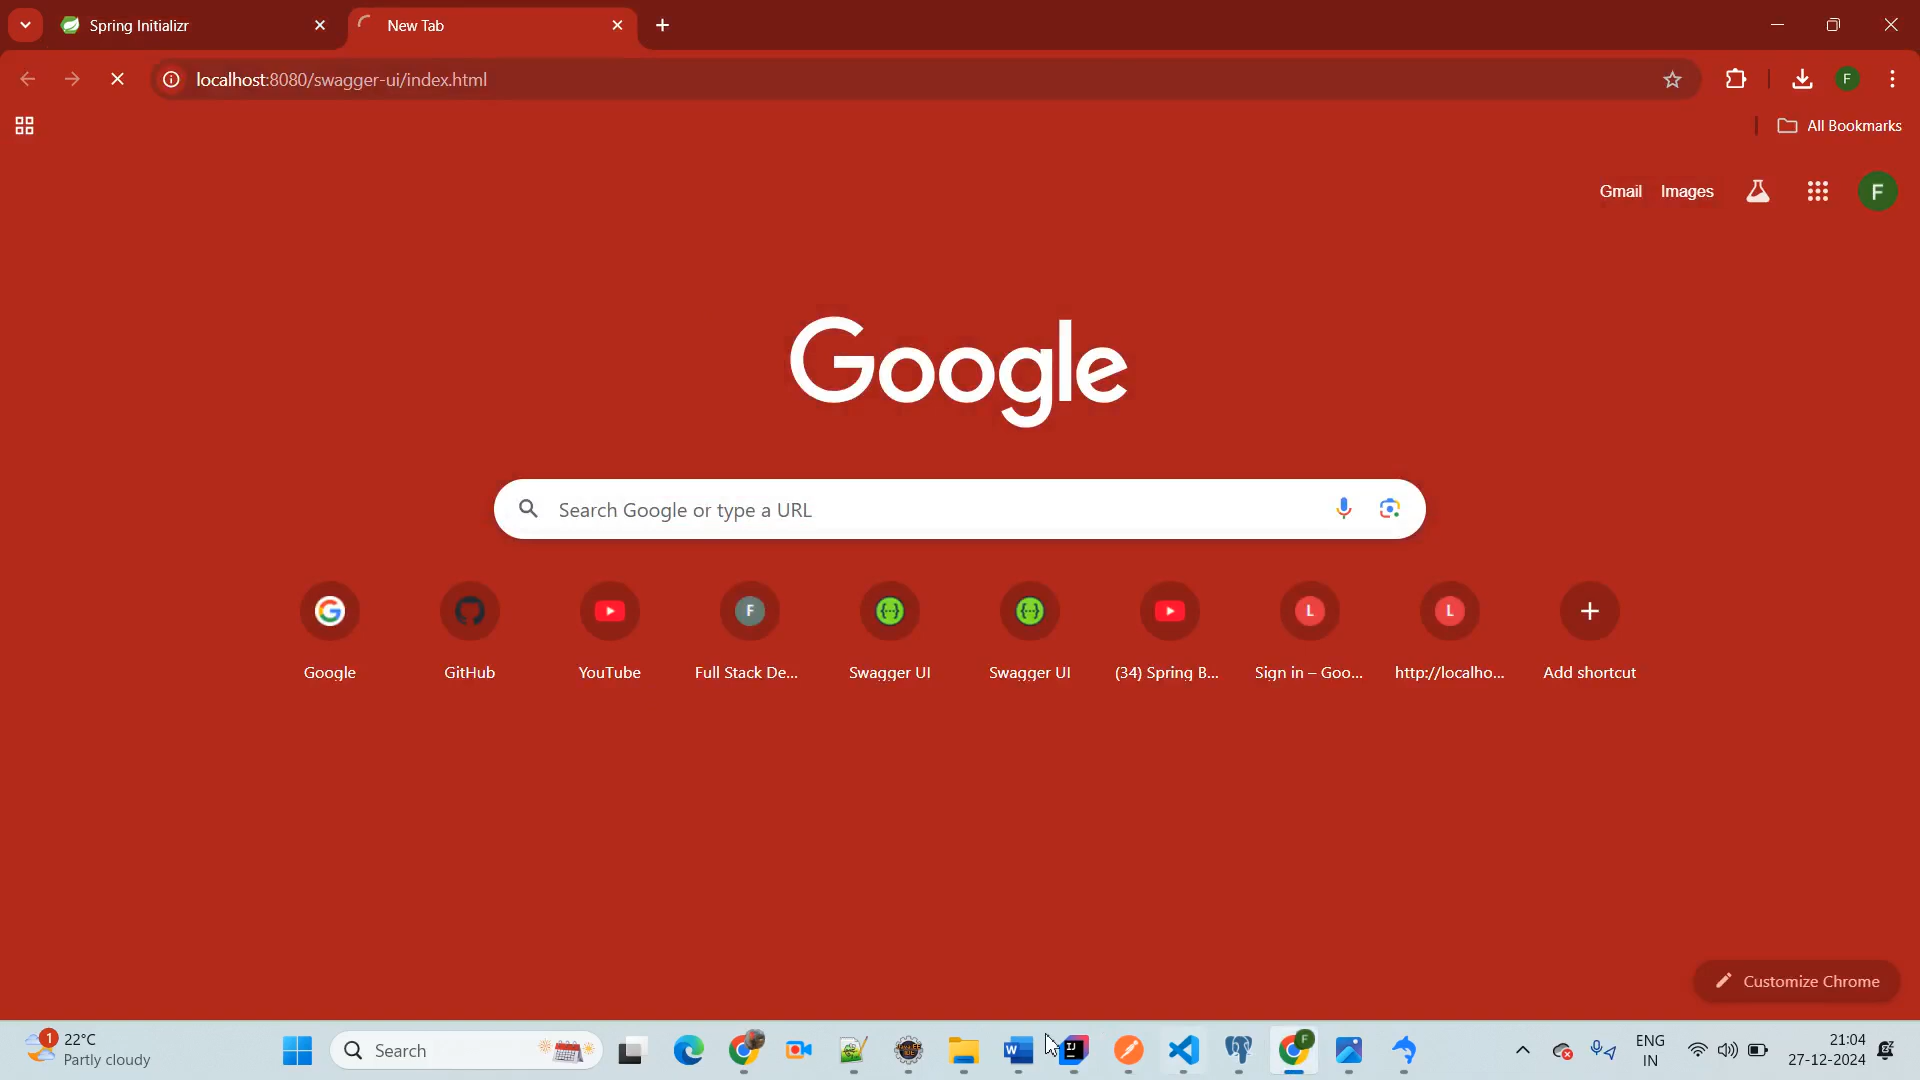 Spring Initializr
New Tab
localhost:8080/swagger-ui/index.html
F
All Bookmarks
Gmail Images
F
Google
Search Google or type a URL
F L L
Google GitHub YouTube Full Stack De... Swagger UI Swagger UI (34) Spring B... Sign in – Goo... http://localho... Add shortcut
Customize Chrome
1 22°C
Partly cloudy
Search
W
IJ
F
ENG
IN
21:04
27-12-2024